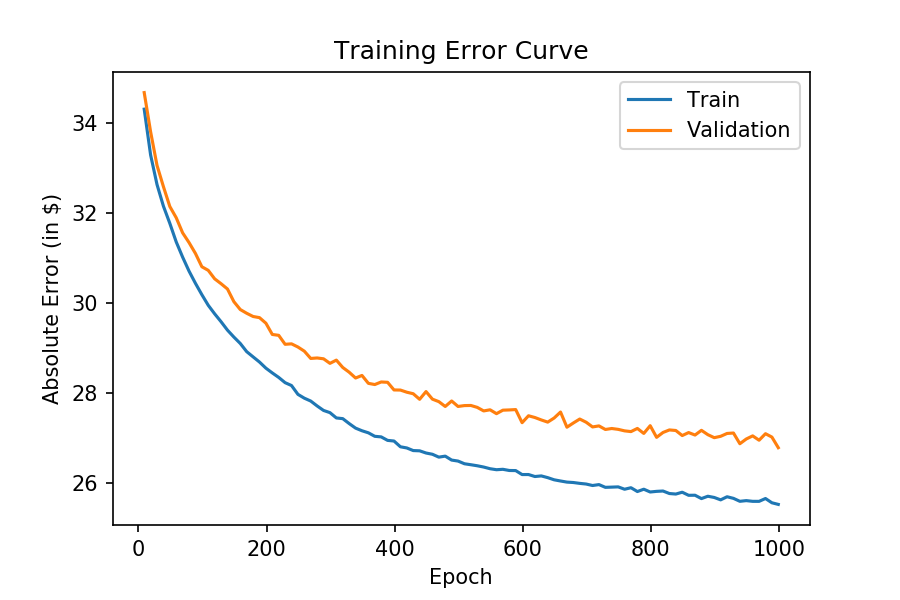 Training Error Curve
Train
Validation
34
32
30
28
26
Absolute Error (in $)
0 200 400 600 800 1000
Epoch